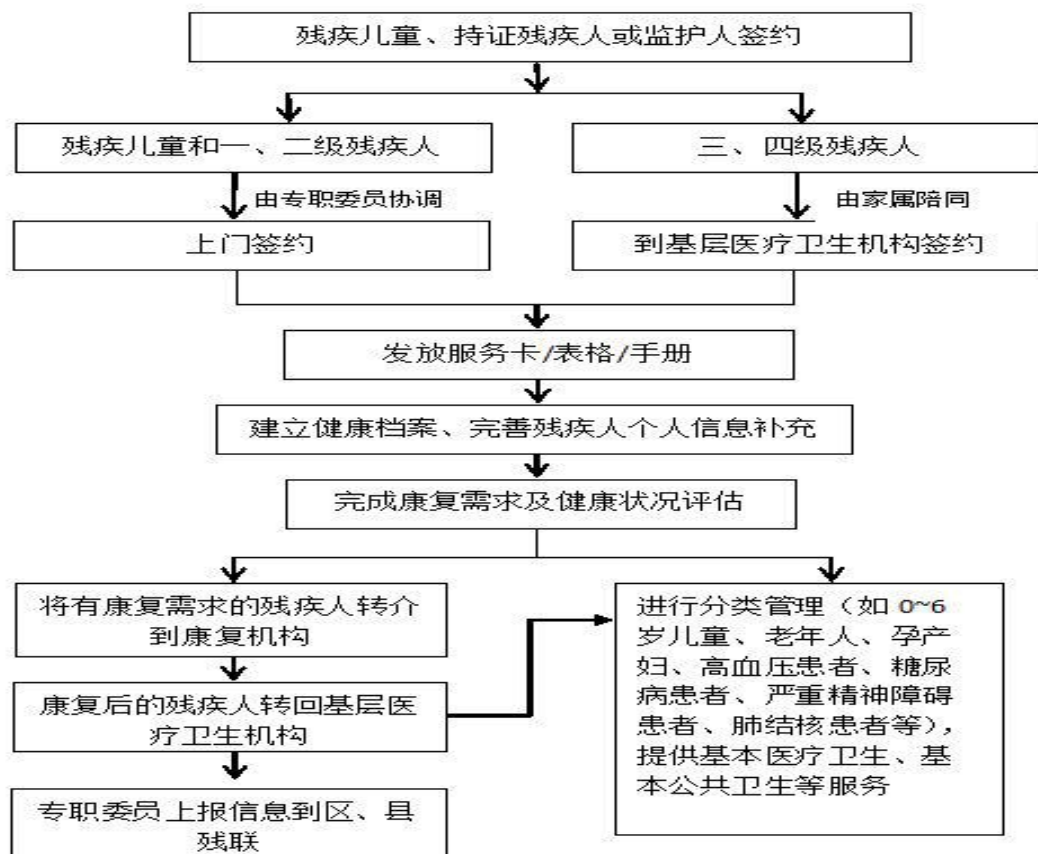 残疾儿童、持证残疾人或监护人签约
残疾儿童和一、二级残疾人
三、四级残疾人
由专职委员协调
由家属陪同
上门签约
到基层医疗卫生机构签约
发放服务卡/表格/手册
建立健康档案、完善残疾人个人信息补充
完成康复需求及健康状况评估
将有康复需求的残疾人转介
到康复机构
康复后的残疾人转回基层医
疗卫生机构
专职委员上报信息到区、县
残联
进行分类管理（如 0~6
岁儿童、老年人、孕产
妇、高血压患者、糖尿
病患者、严重精神障碍
患者、肺结核患者等），
提供基本医疗卫生、基
本公共卫生等服务